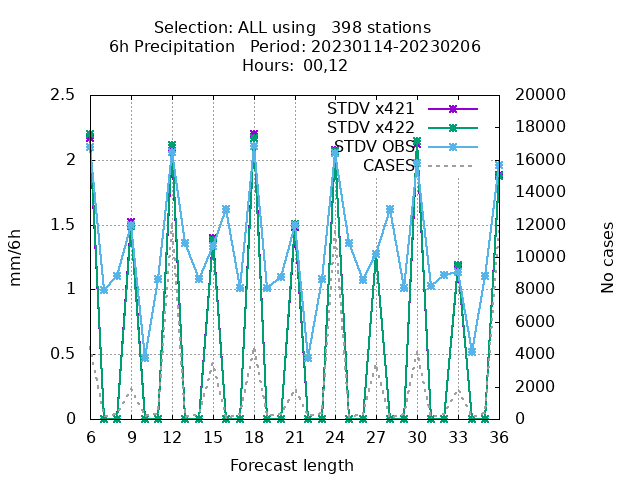 Selection: ALL using   398 stations
6h Precipitation   Period: 20230114-20230206
Hours: 00,12
2.5
2
1.5
1
0.5
0
20000
18000
16000
14000
12000
10000
8000
6000
4000
2000
0
STDV x421
STDV x422
STDV OBS
CASES
mm/6h
No cases
6 9 12 15 18 21 24 27 30 33 36
Forecast length